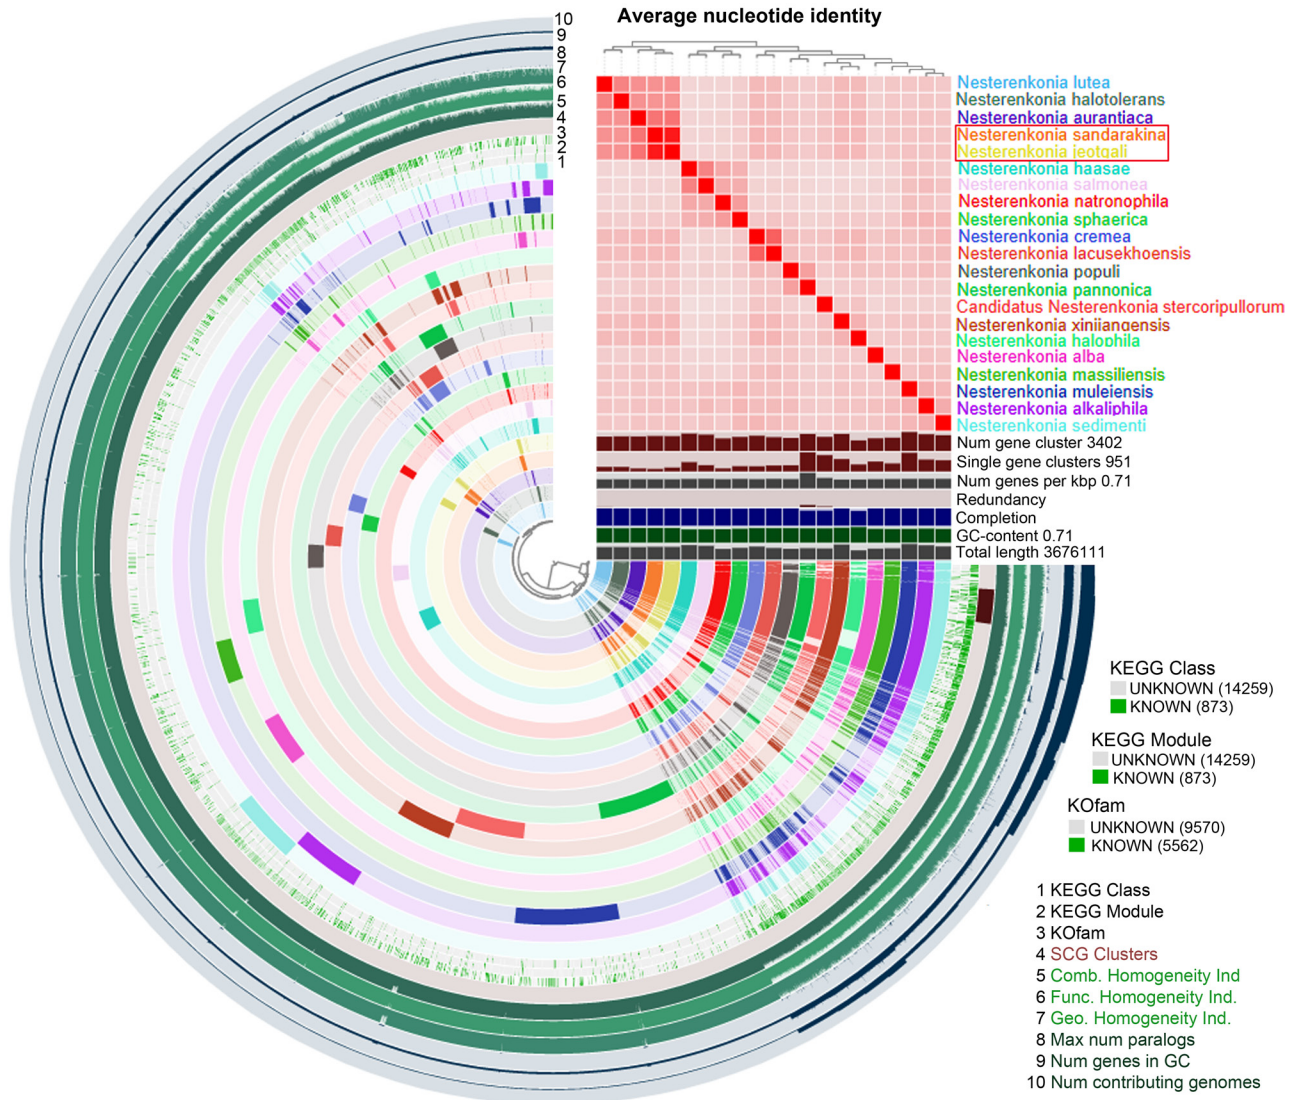 Average nucleotide identity
10
9
8
7
6
5
4
3
2
1
Nesterenkonia lutea
Nesterenkonia halotolerans
Nesterenkonia aurantiaca
Nesterenkonia sandarakina
Nesterenkonia jeotgali
Nesterenkonia haasae
Nesterenkonia salmonea
Nesterenkonia natronophila
Nesterenkonia sphaerica
Nesterenkonia cremea
Nesterenkonia lacusekhoensis
Nesterenkonia populi
Nesterenkonia pannonica
Candidatus Nesterenkonia stercoripullorum
Nesterenkonia xinjiangensis
Nesterenkonia halophila
Nesterenkonia alba
Nesterenkonia massiliensis
Nesterenkonia muleiensis
Nesterenkonia alkaliphila
Nesterenkonia sedimenti
Num gene cluster 3402
Single gene clusters 951
Num genes per kbp 0.71
Redundancy
Completion
GC-content 0.71
Total length 3676111
KEGG Class
UNKNOWN (14259)
KNOWN (873)
KEGG Module
UNKNOWN (14259)
KNOWN (873)
KOfam
UNKNOWN (9570)
KNOWN (5562)
1 KEGG Class
2 KEGG Module
3 KOfam
4 SCG Clusters
5 Comb. Homogeneity Ind
6 Func. Homogeneity Ind.
7 Geo. Homogeneity Ind.
8 Max num paralogs
9 Num genes in GC
10 Num contributing genomes